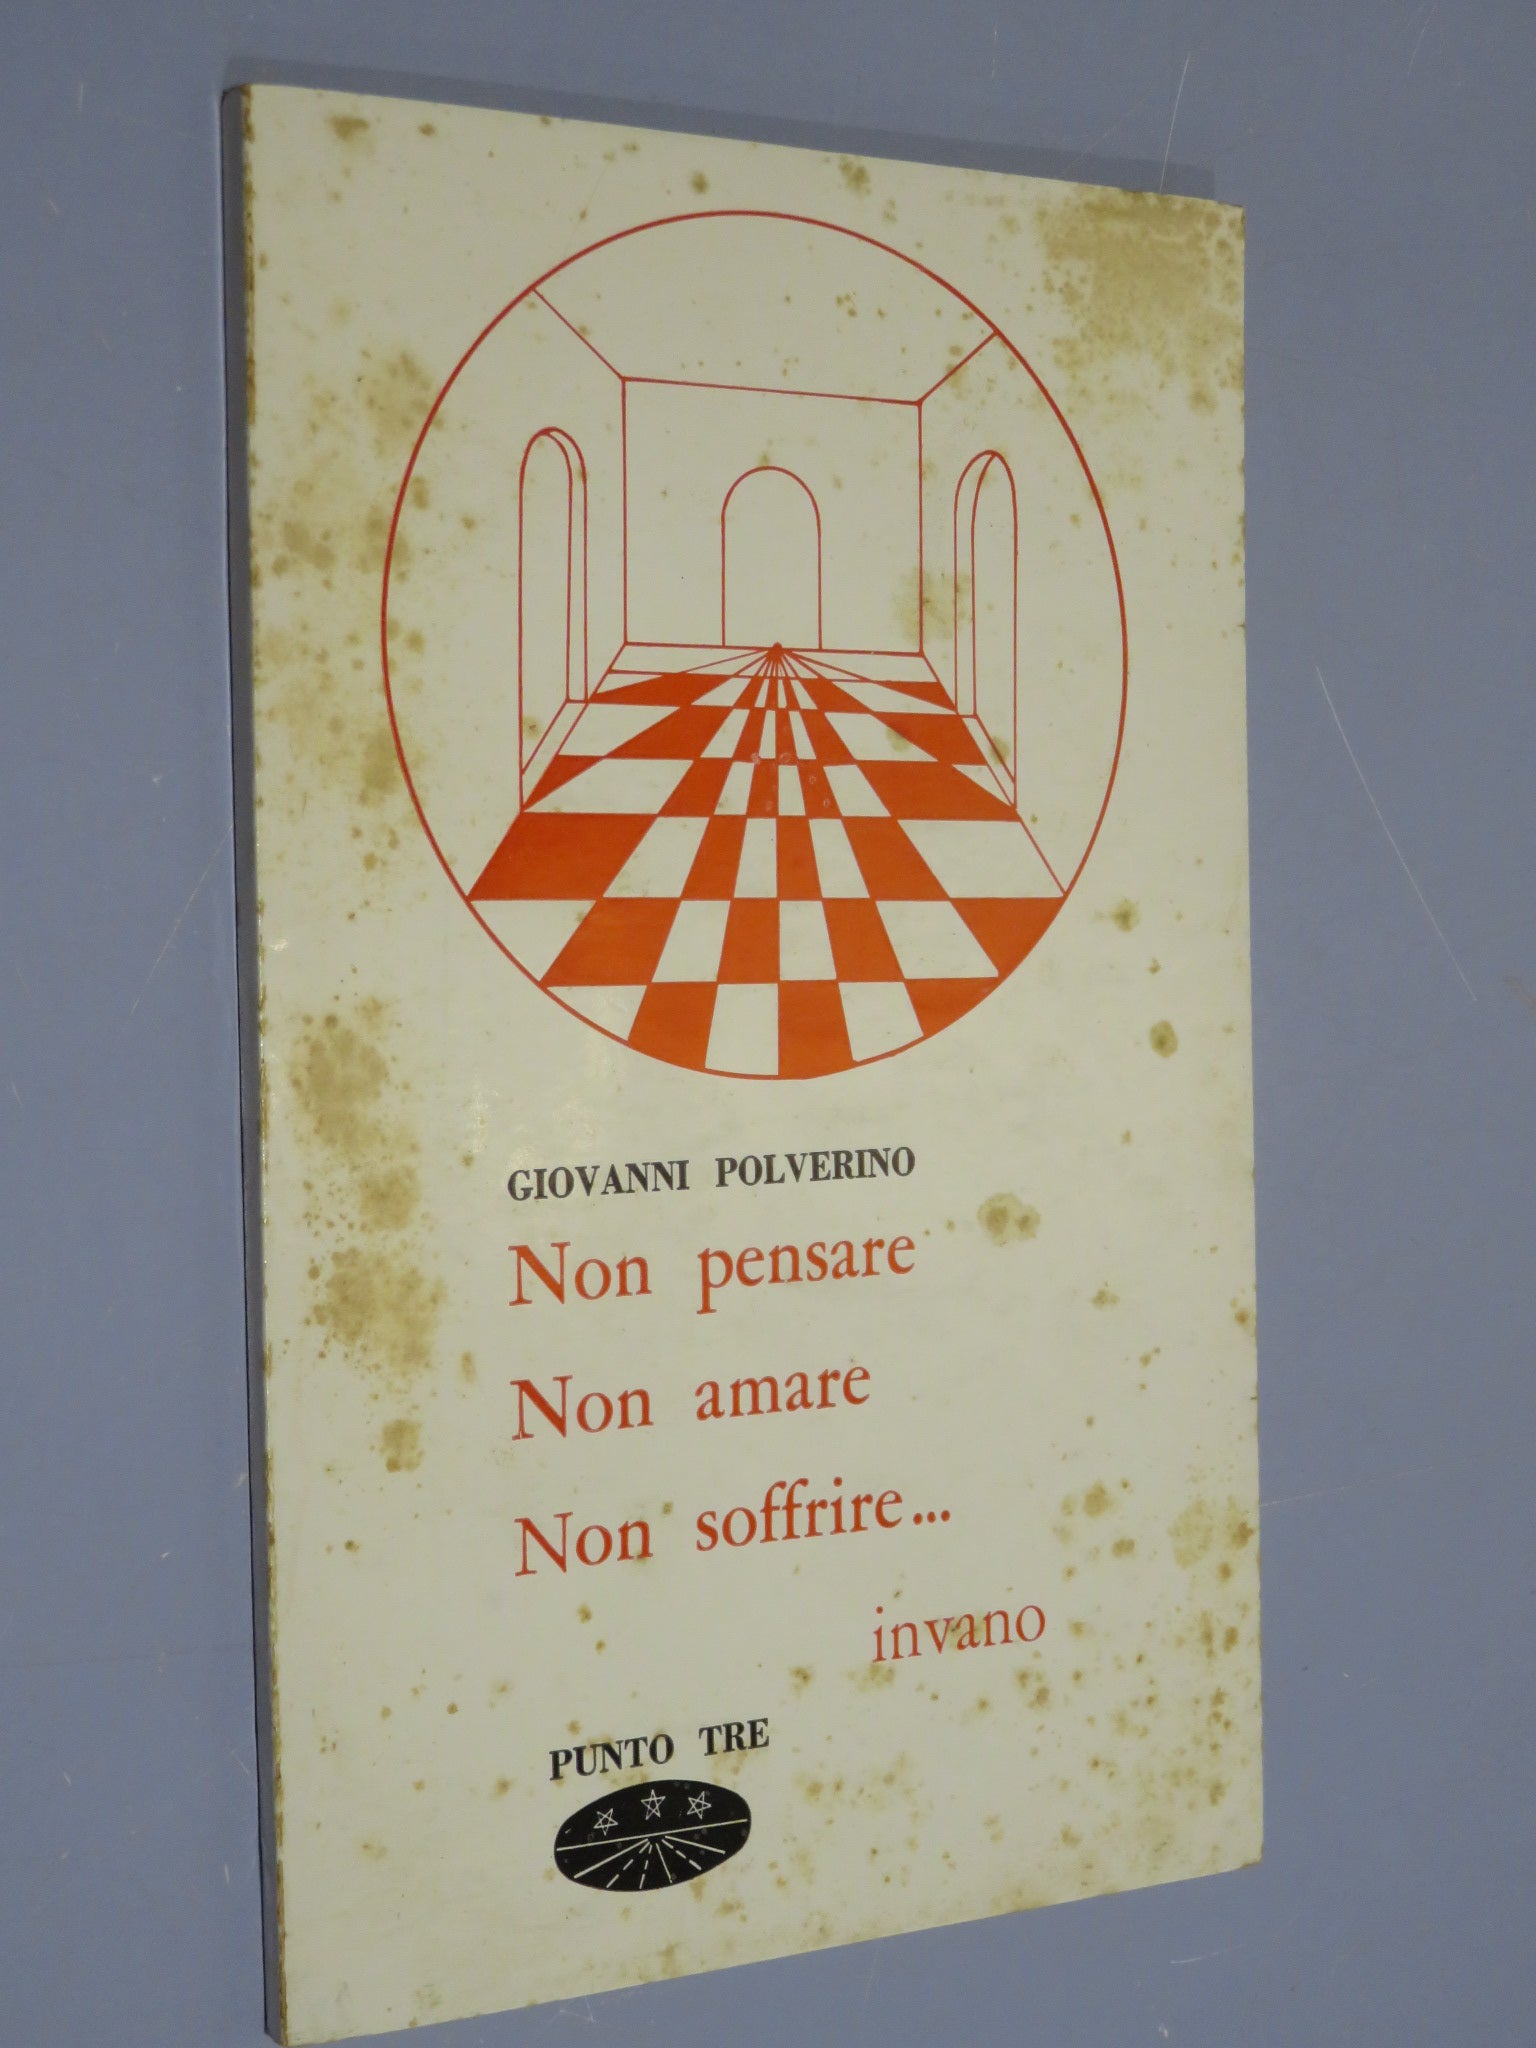 GIOVANNI POLVERINO
Non pensare
Non amare
Non soffrire...
invano
PUNTO TRE